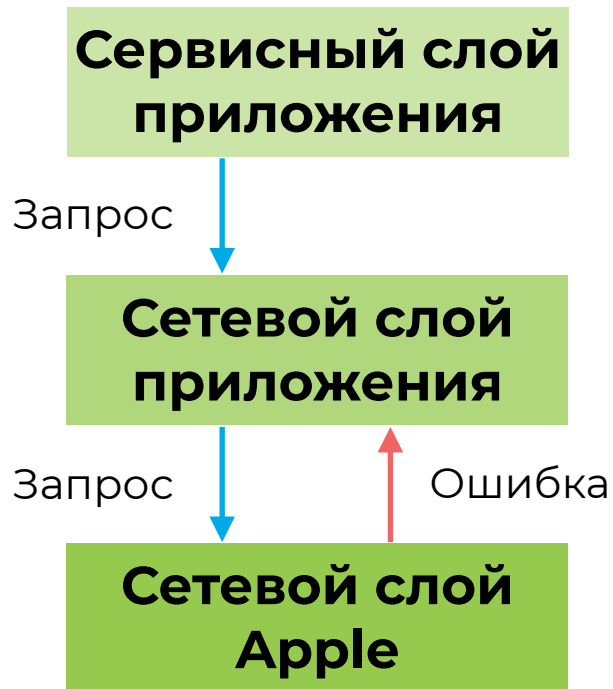 Сервисный слой
приложения
Запрос
Сетевой слой
приложения
Запрос
Ошибка
Сетевой слой
Apple